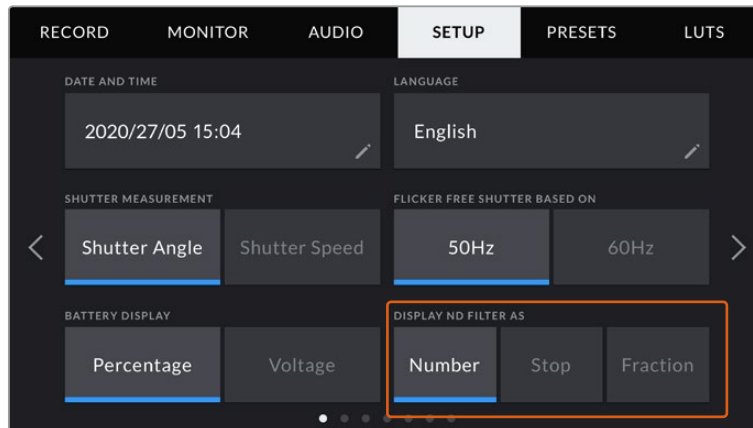 RECORD MONITOR AUDIO SETUP PRESETS LUTS
DATE AND TIME LANGUAGE
2020/27/05 15:04 English
SHUTTER MEASUREMENT FLICKER FREE SHUTTER BASED ON
Shutter Angle Shutter Speed 50Hz 60Hz
BATTERY DISPLAY DISPLAY ND FILTER AS
Percentage Voltage Number Stop Fraction